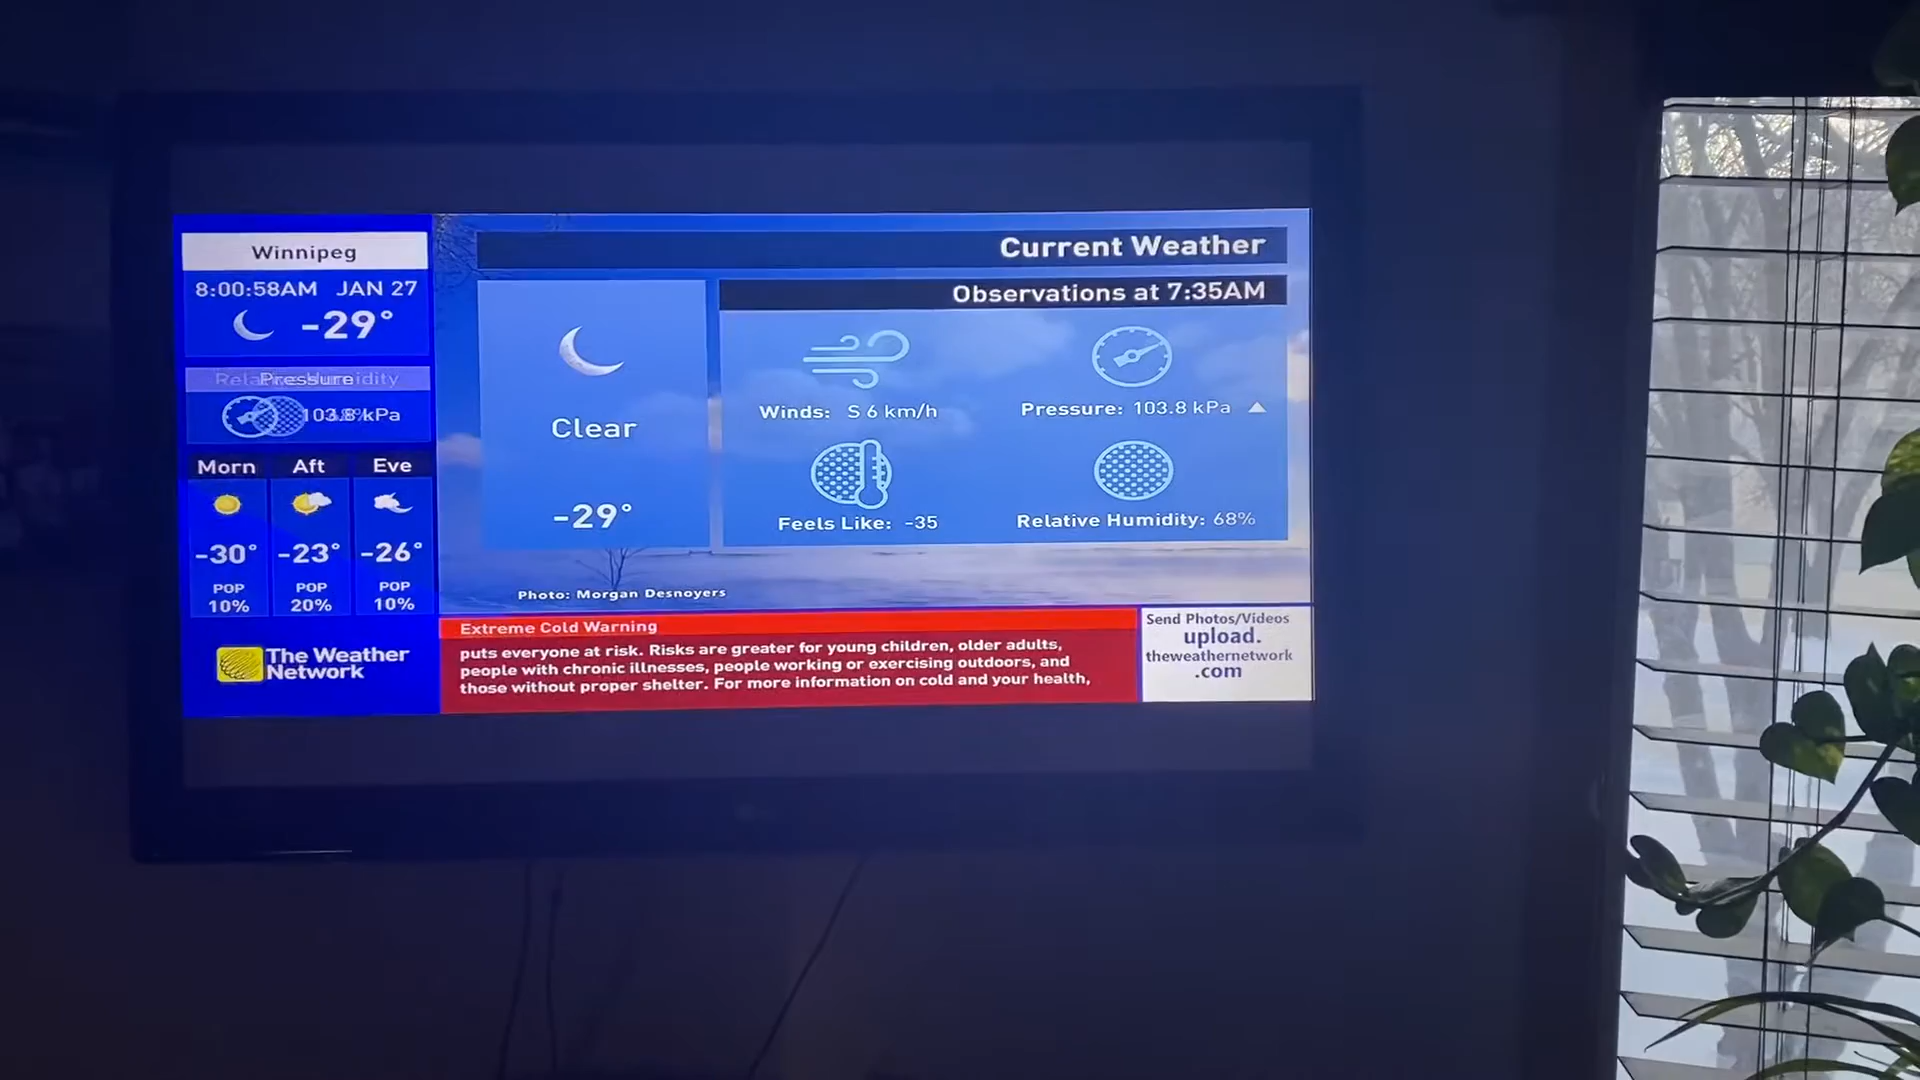 Winnipeg
8:00:58AM JAN 27
-29°
Pressure
103.8 kPa
Morn Aft Eve
-30° -23° -26°
POP POP POP
10% 20% 10%
The Weather
Network
Current Weather
Observations at 7:35AM
Clear
-29°
Winds: S 6 km/h
Pressure: 103.8 kPa
Feels Like: -35
Relative Humidity: 68%
Photo: Morgan Desnoyers
Extreme Cold Warning
puts everyone at risk. Risks are greater for young children, older adults,
people with chronic illnesses, people working or exercising outdoors, and
those without proper shelter. For more information on cold and your health,
Send Photos/Videos
upload.
theweathernetwork
.com